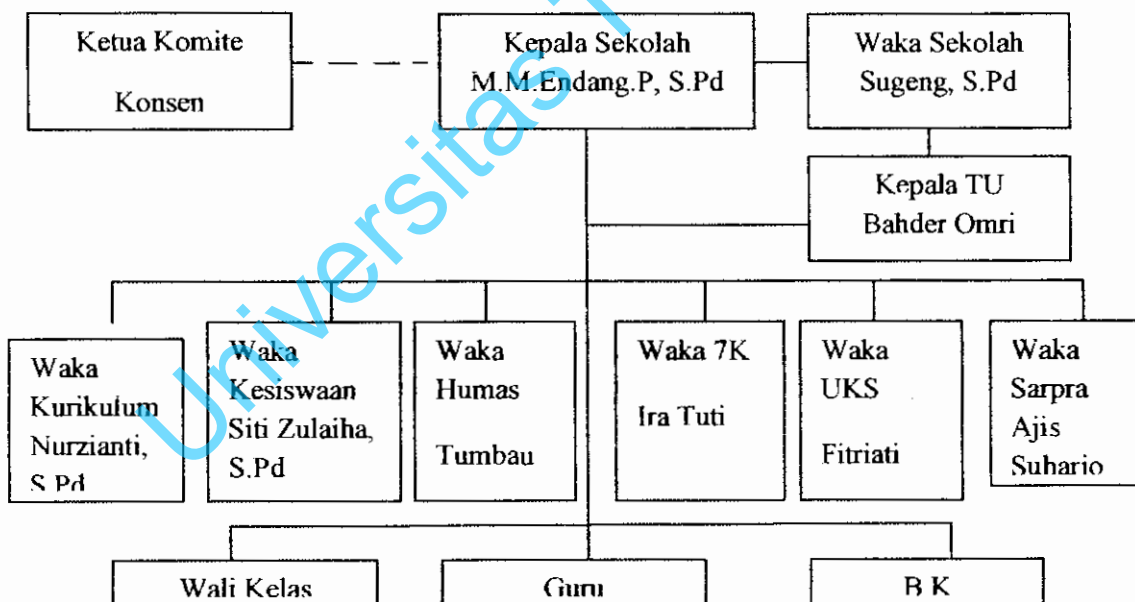 Ketua Komite
Konsen
Kepala Sekolah
M.M.Endang.P, S.Pd
Waka Sekolah
Sugeng, S.Pd
Kepala TU
Bahder Omri
Waka
Kurikulum
Nurzianti,
S.Pd
Waka
Kesiswaan
Siti Zulaiha,
S.Pd
Waka
Humas
Tumbau
Waka 7K
Ira Tuti
Waka
UKS
Fitriati
Waka
Sarpra
Ajis
Suhario
Wali Kelas
Guru
B K
Universitas